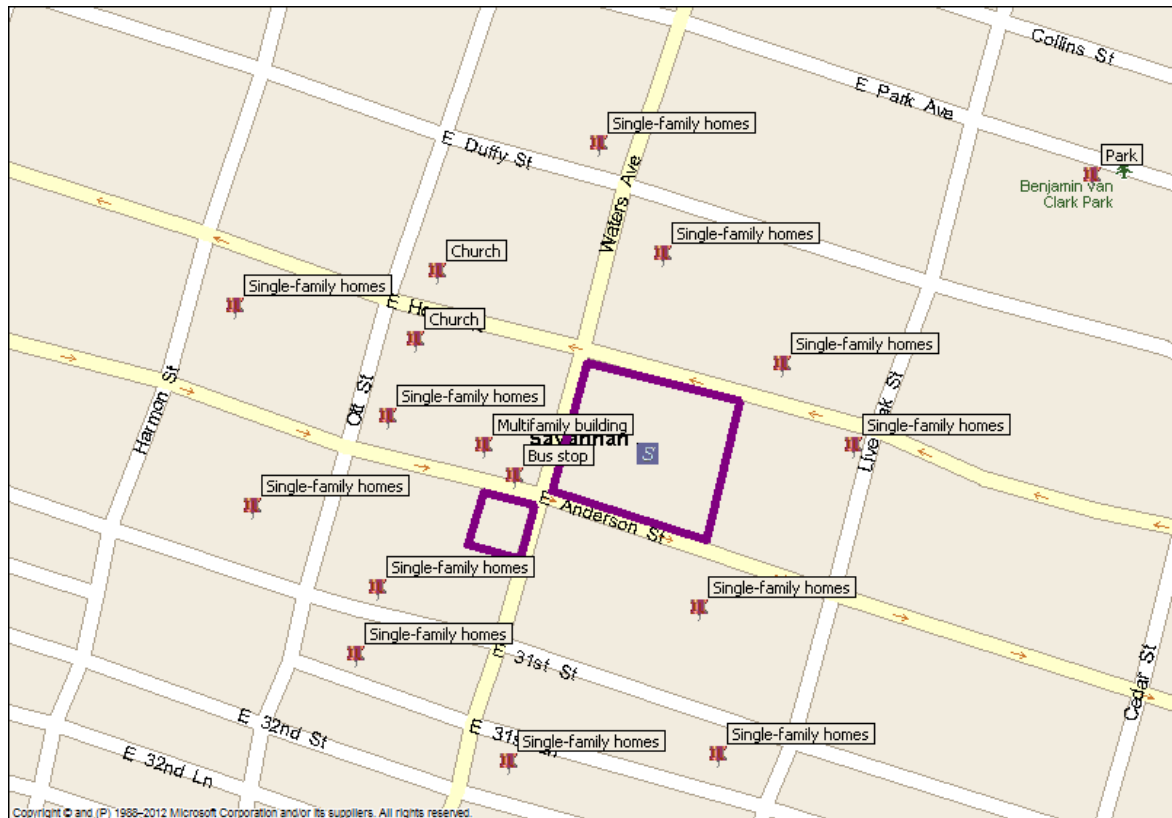 Collins St
E Park Ave
Single-family homes
E Duffy St
Park
Benjamin Van
Clark Park
Waters Ave
Single-family homes
Church
Single-family homes
E
Church
Single-family homes
Harmon St
Ott St
Single-family homes
Live Oak St
Single-family homes
Multifamily building
Savannah
S
Bus stop
Single-family homes
E Anderson St
Single-family homes
Single-family homes
Single-family homes
E 31st St
Cedar St
E 32nd St
E 31st
Single-family homes
Single-family homes
E 32nd Ln
Copyright © and (P) 1988–2012 Microsoft Corporation and/or its suppliers. All rights reserved.